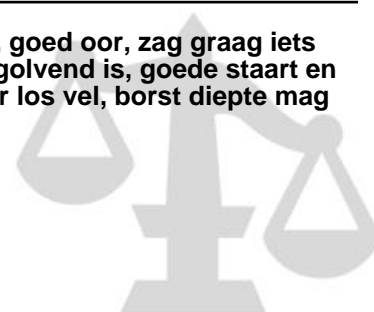 , goed oor, zag graag iets
golvend is, goede staart en
r los vel, borst diepte mag